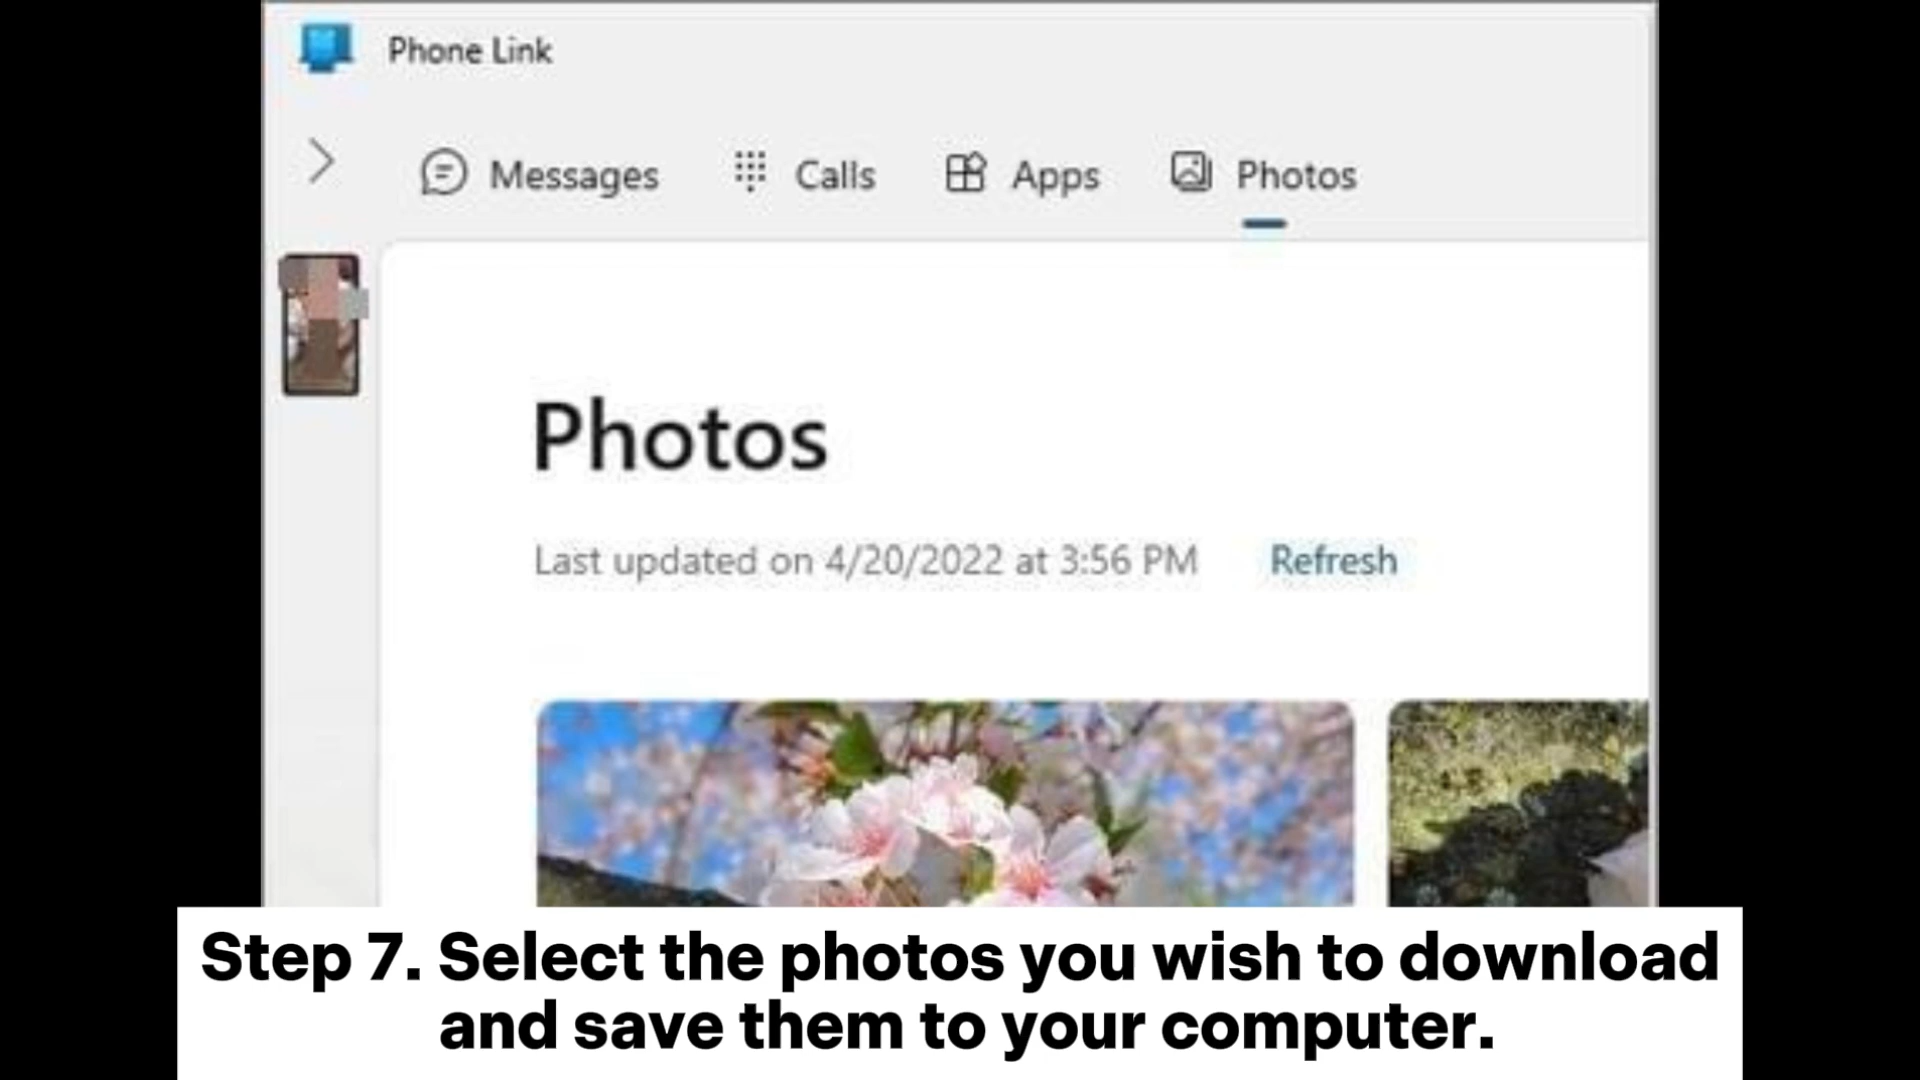 Phone Link
Messages Calls Apps Photos
Photos
Last updated on 4/20/2022 at 3:56 PM Refresh
Step 7. Select the photos you wish to download
and save them to your computer.